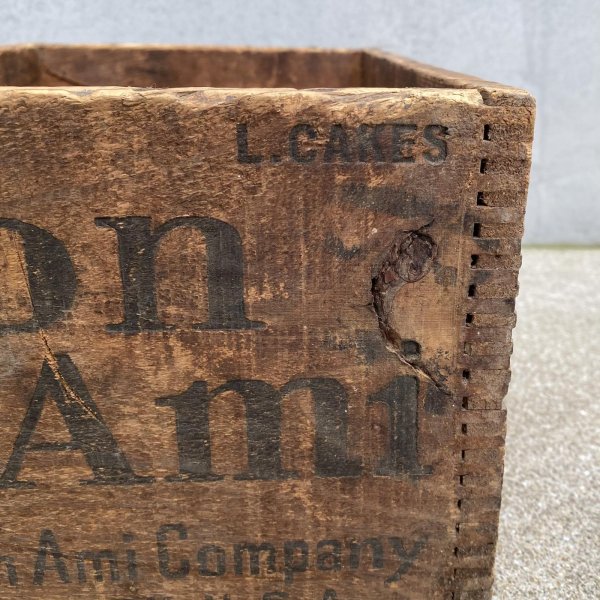 L. CAKES
on
Ami
n Ami Company
U.S.A.